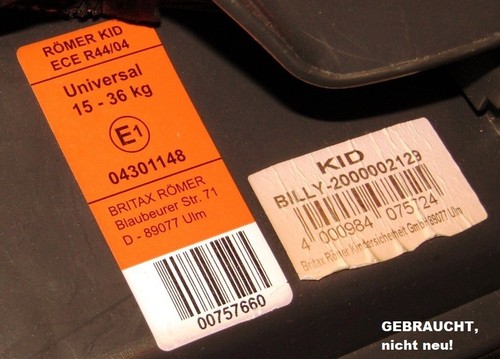 RÖMER KID
ECE R44/04
Universal
15 - 36 kg
E1
04301148
BRITAX RÖMER
Blaubeurer Str. 71
D - 89077 Ulm
00757660
KID
BILLY-2000002129
4 000984 075724
Britax Römer Kindersicherheit GmbH 89077 Ulm
GEBRAUCHT,
nicht neu!